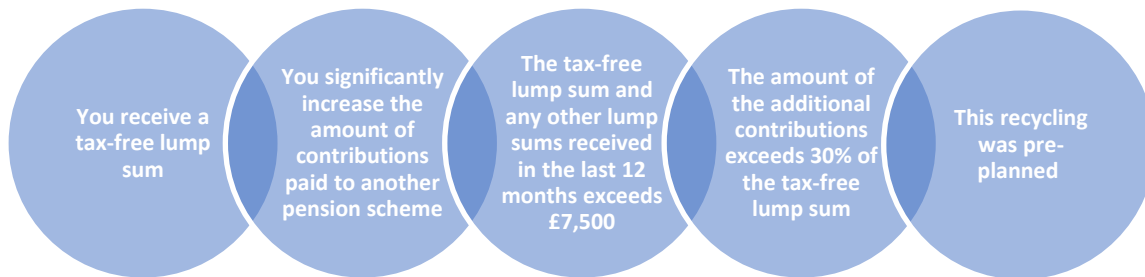 You receive a
tax-free lump
sum
You significantly
increase the
amount of
contributions
paid to another
pension scheme
The tax-free
lump sum and
any other lump
sums received
in the last 12
months exceeds
£7,500
The amount of
the additional
contributions
exceeds 30% of
the tax-free
lump sum
This recycling
was pre-
planned